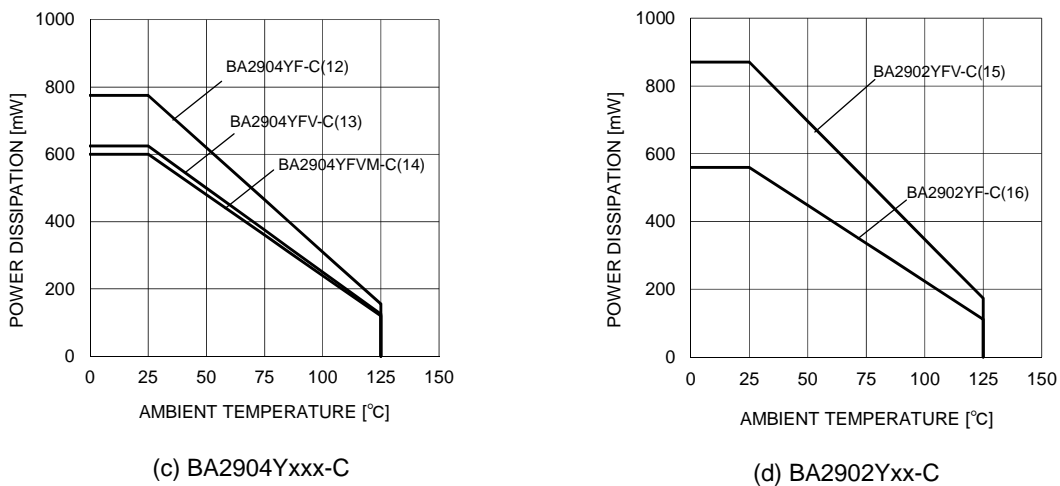 1000
800
600
400
200
0
POWER DISSIPATION [mW]
BA2904YF-C(12)
BA2904YFV-C(13)
BA2904YFVM-C(14)
0 25 50 75 100 125 150
AMBIENT TEMPERATURE [°C]
(c) BA2904Yxxx-C
1000
800
600
400
200
0
POWER DISSIPATION [mW]
BA2902YFV-C(15)
BA2902YF-C(16)
0 25 50 75 100 125 150
AMBIENT TEMPERATURE [°C]
(d) BA2902Yxx-C